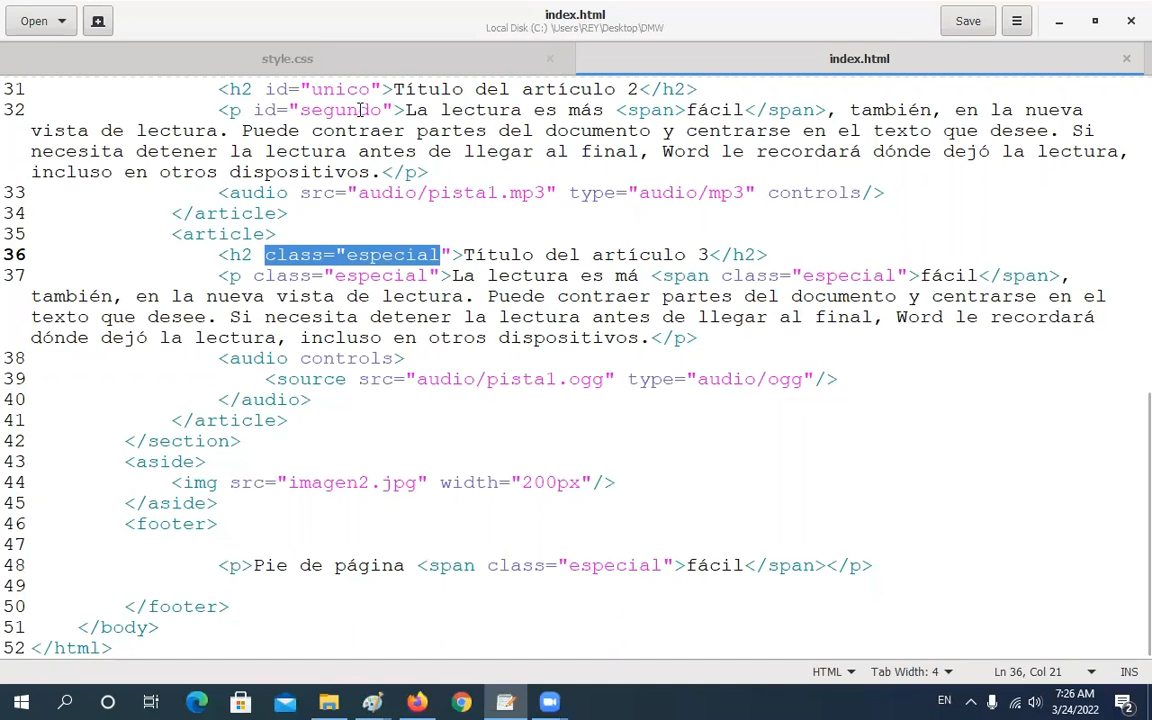 Open
index.html
Local Disk (C:) \Users\REY\Desktop\DMW
Save
style.css
index.html
31 <h2 id="unico">Título del artículo 2</h2>
32 <p id="segundo">La lectura es más <span>fácil</span>, también, en la nueva
vista de lectura. Puede contraer partes del documento y centrarse en el texto que desee. Si
necesita detener la lectura antes de llegar al final, Word le recordará dónde dejó la lectura,
incluso en otros dispositivos.</p>
33 <audio src="audio/pista1.mp3" type="audio/mp3" controls/>
34 </article>
35 <article>
36 <h2 class="especial">Título del artículo 3</h2>
37 <p class="especial">La lectura es má <span class="especial">fácil</span>,
también, en la nueva vista de lectura. Puede contraer partes del documento y centrarse en el
texto que desee. Si necesita detener la lectura antes de llegar al final, Word le recordará
dónde dejó la lectura, incluso en otros dispositivos.</p>
38 <audio controls>
39 <source src="audio/pista1.ogg" type="audio/ogg"/>
40 </audio>
41 </article>
42 </section>
43 <aside>
44 <img src="imagen2.jpg" width="200px"/>
45 </aside>
46 <footer>
47
48 <p>Pie de página <span class="especial">fácil</span></p>
49
50 </footer>
51 </body>
52 </html>
HTML Tab Width: 4 Ln 36, Col 21 INS
EN 7:26 AM
3/24/2022 2